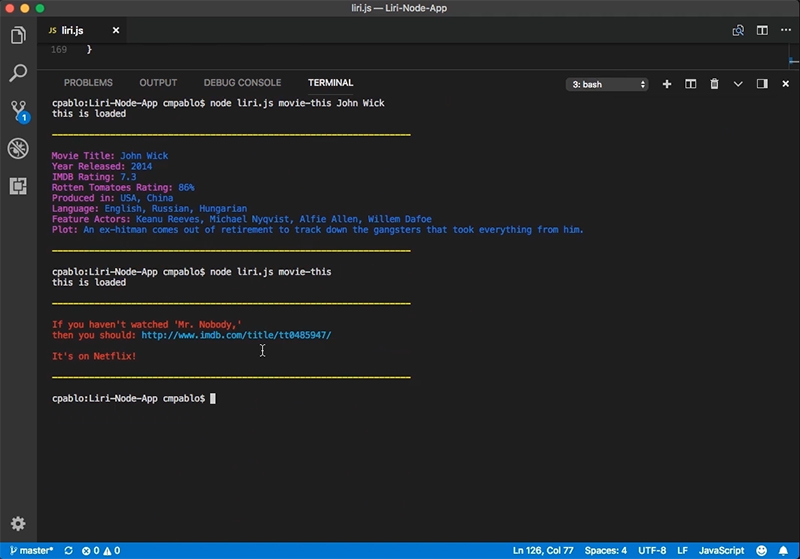 liri.js — Liri-Node-App
JS liri.js
169 }
PROBLEMS OUTPUT DEBUG CONSOLE TERMINAL 3: bash
cpablo:Liri-Node-App cmpablo$ node liri.js movie-this John Wick
this is loaded
Movie Title: John Wick
Year Released: 2014
IMDB Rating: 7.3
Rotten Tomatoes Rating: 86%
Produced in: USA, China
Language: English, Russian, Hungarian
Feature Actors: Keanu Reeves, Michael Nyqvist, Alfie Allen, Willem Dafoe
Plot: An ex-hitman comes out of retirement to track down the gangsters that took everything from him.
cpablo:Liri-Node-App cmpablo$ node liri.js movie-this
this is loaded
If you haven't watched 'Mr. Nobody,'
then you should: http://www.imdb.com/title/tt0485947/
It's on Netflix!
cpablo:Liri-Node-App cmpablo$
1
master* 0 0 Ln 126, Col 77 Spaces: 4 UTF-8 LF JavaScript